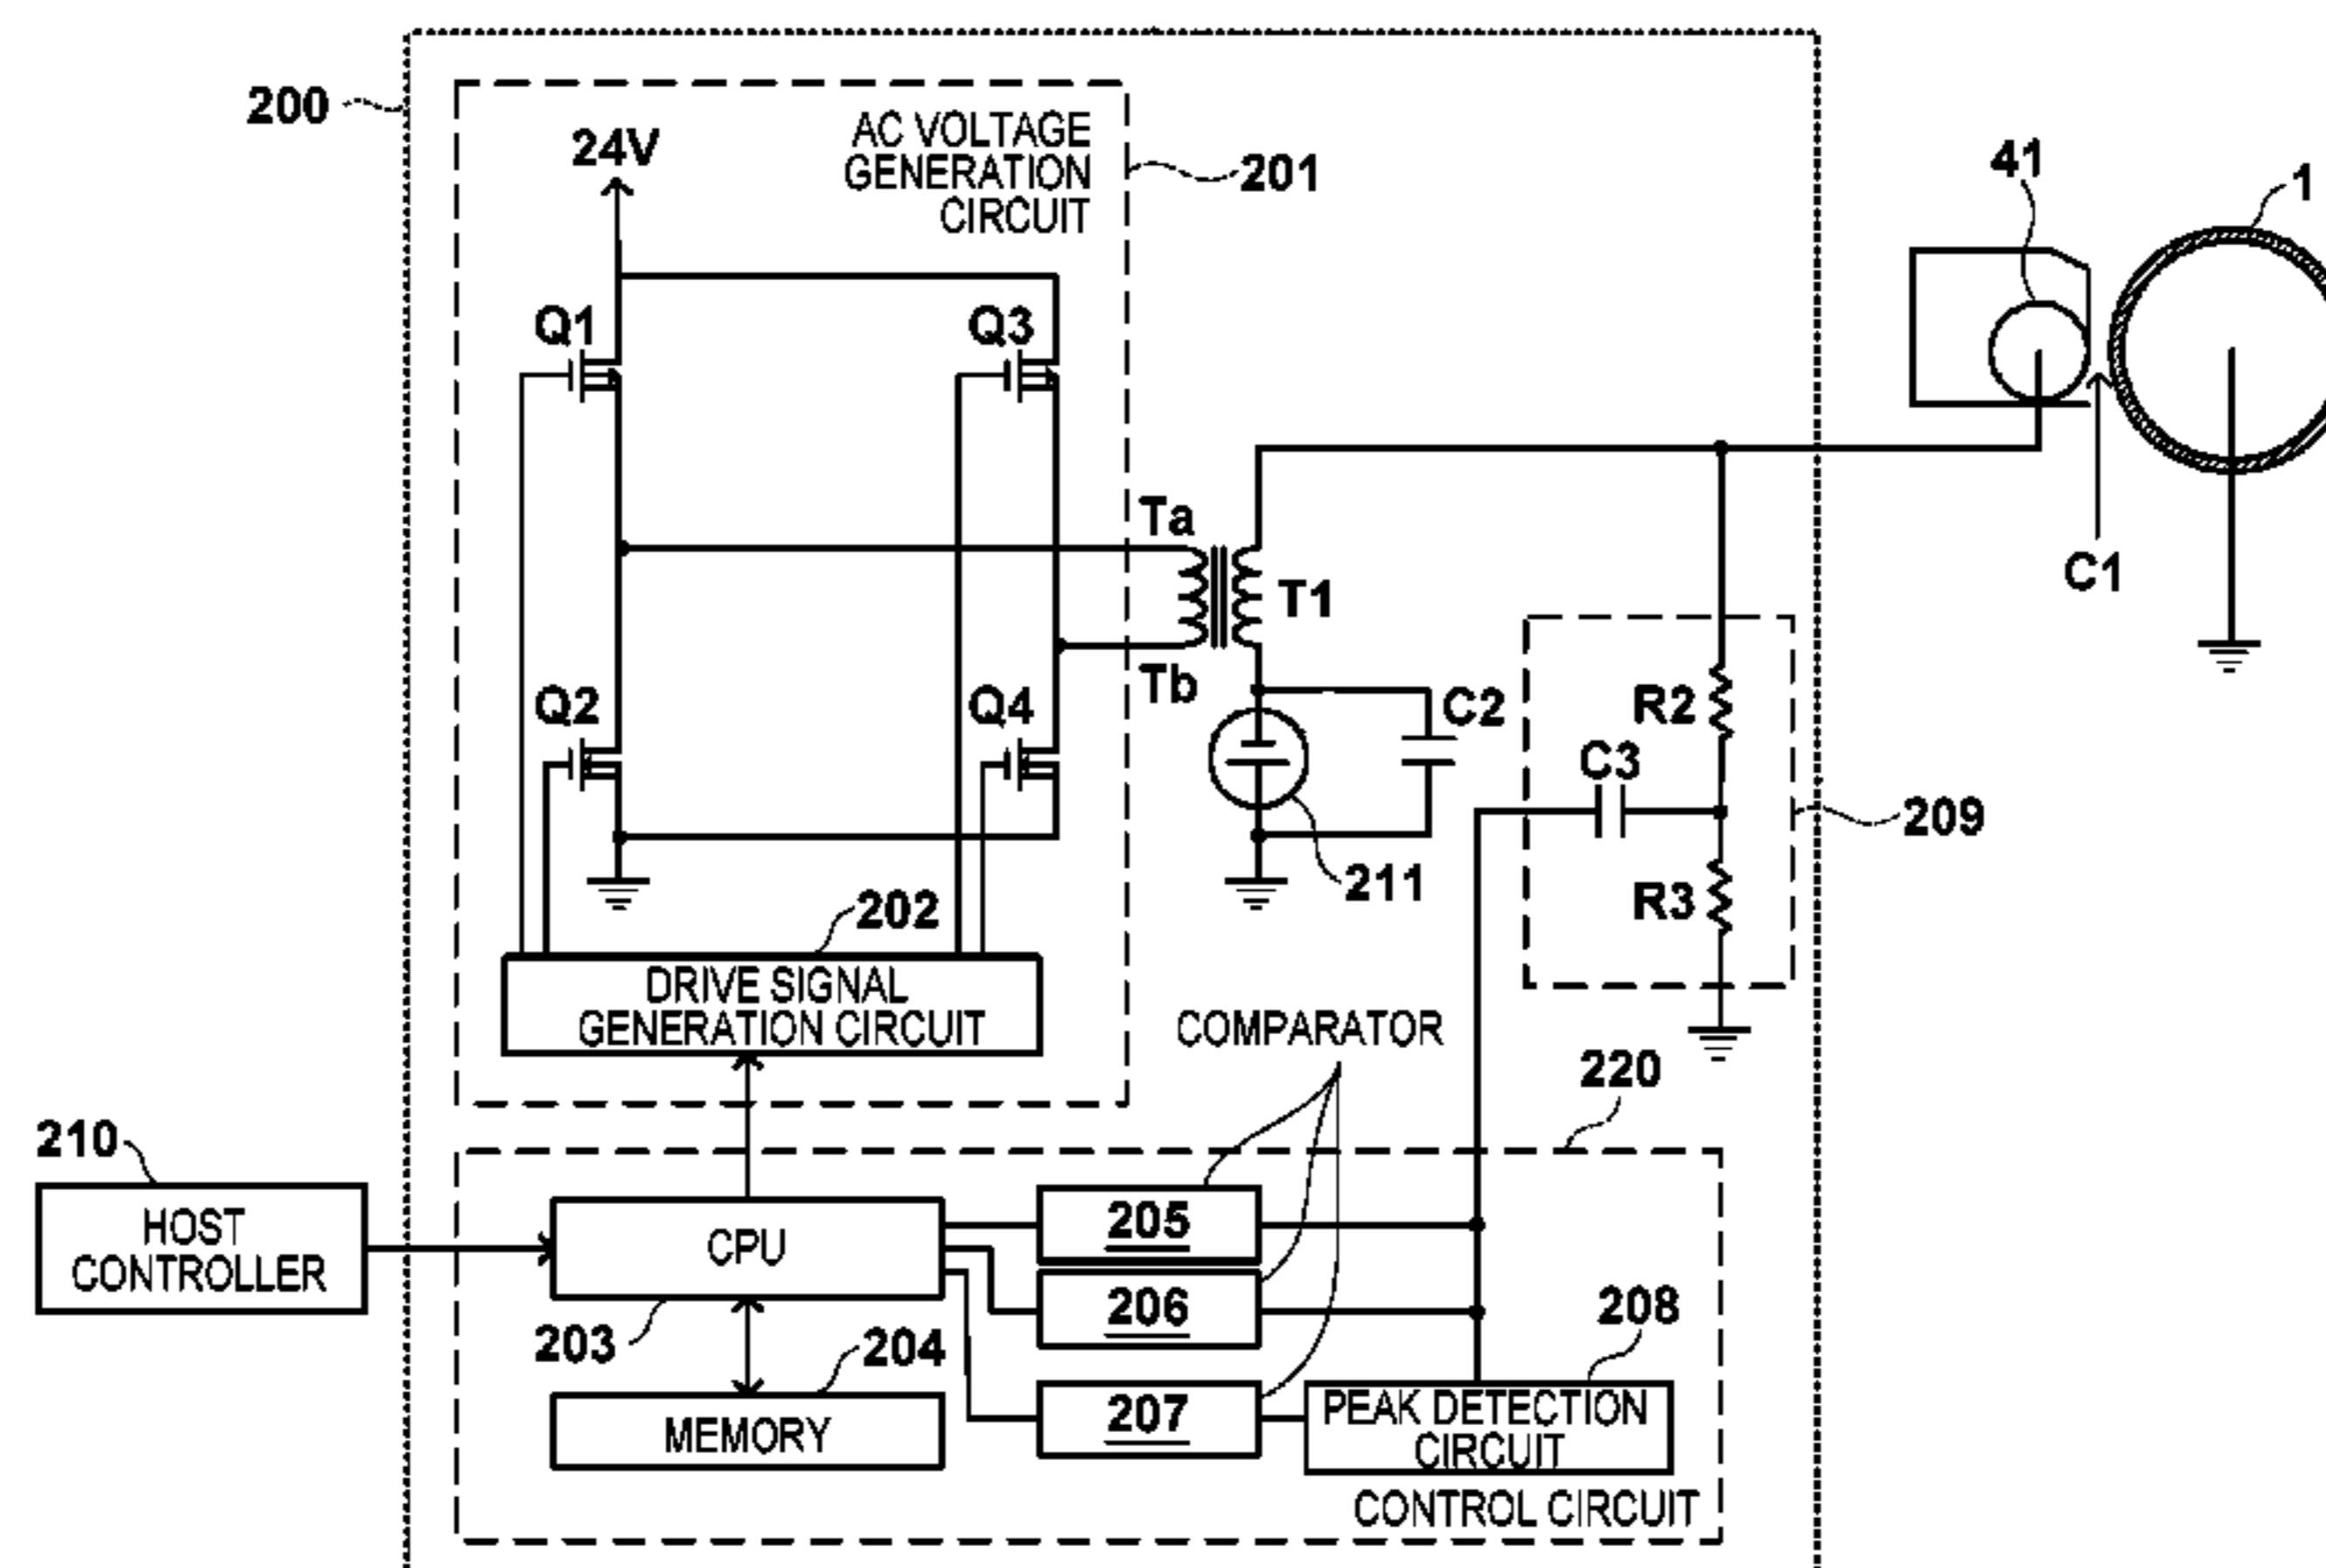 200
24V
AC VOLTAGE
GENERATION
CIRCUIT
201
41
1
Q1
Q3
Ta
T1
C1
Tb
Q2
Q4
C2
R2
C3
209
211
R3
202
DRIVE SIGNAL
GENERATION CIRCUIT
COMPARATOR
220
210
HOST
CONTROLLER
CPU
205
206
208
203
204
207
PEAK DETECTION
CIRCUIT
MEMORY
CONTROL CIRCUIT